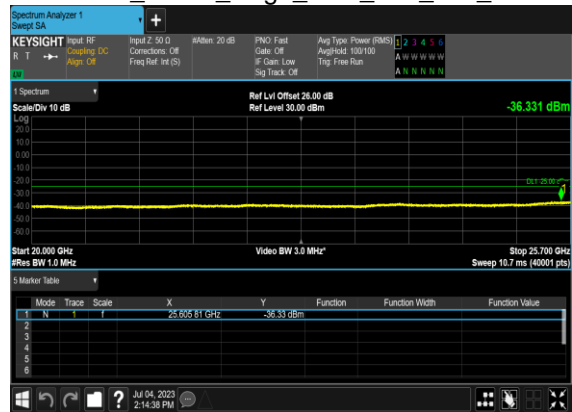 Spectrum Analyzer 1
Swept SA
+
KEYSIGHT Input: RF Input Z: 50 Ω #Atten: 20 dB PNO: Fast Avg Type: Power (RMS) 1 2 3 4 5 6
R T Coupling: DC Corrections: Off Gate: Off Avg|Hold: 100/100 A W W W W W
Align: Off Freq Ref: Int (S) IF Gain: Low Trig: Free Run
Sig Track: Off A N N N N N
1 Spectrum
Ref Lvl Offset 26.00 dB
Scale/Div 10 dB Ref Level 30.00 dBm -36.331 dBm
Log
20.0
10.0
0.00
-10.0
-20.0
DL1 -25.00
-30.0
-40.0
-50.0
-60.0
Start 20.000 GHz Video BW 3.0 MHz* Stop 25.700 GHz
#Res BW 1.0 MHz Sweep 10.7 ms (40001 pts)
5 Marker Table
Mode Trace Scale X Y Function Function Width Function Value
1 N 1 f 25.605 81 GHz -36.33 dBm
2
3
4
5
6
? Jul 04, 2023
2:14:38 PM